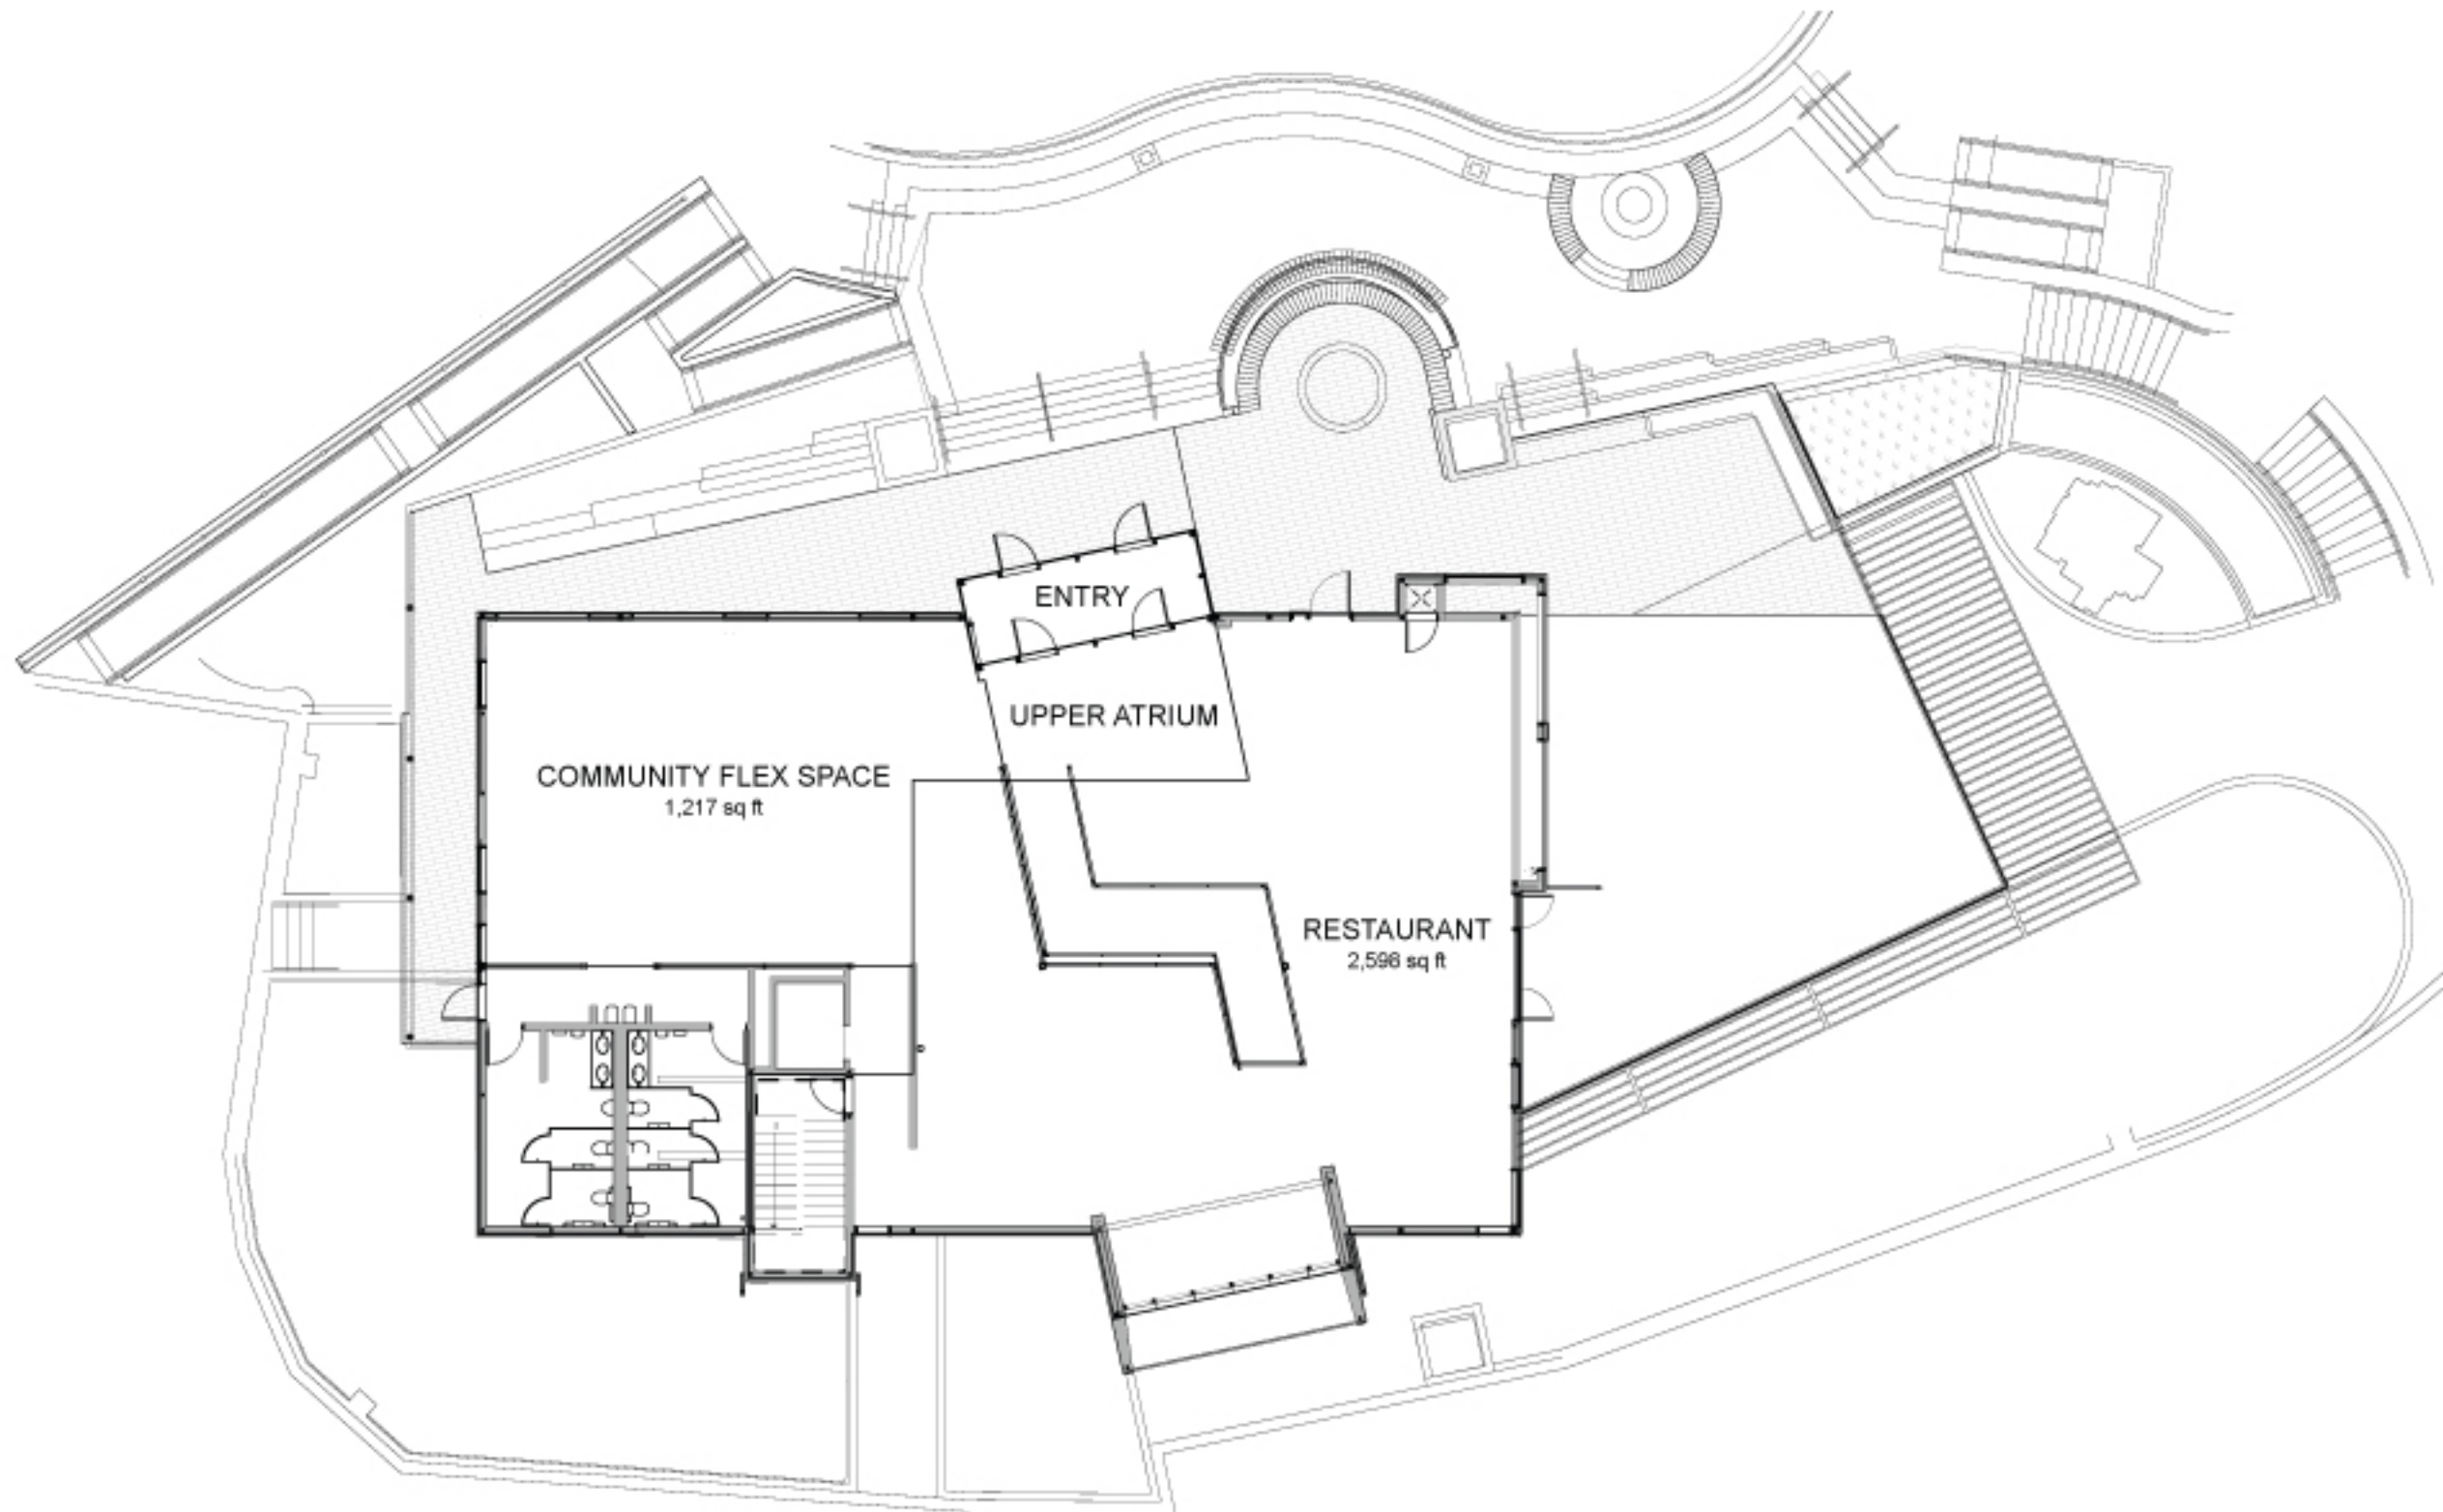 ENTRY
UPPER ATRIUM
COMMUNITY FLEX SPACE
1,217 sq ft
RESTAURANT
2,598 sq ft